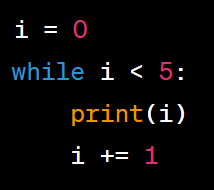 i = 0
while i < 5:
    print(i)
    i += 1